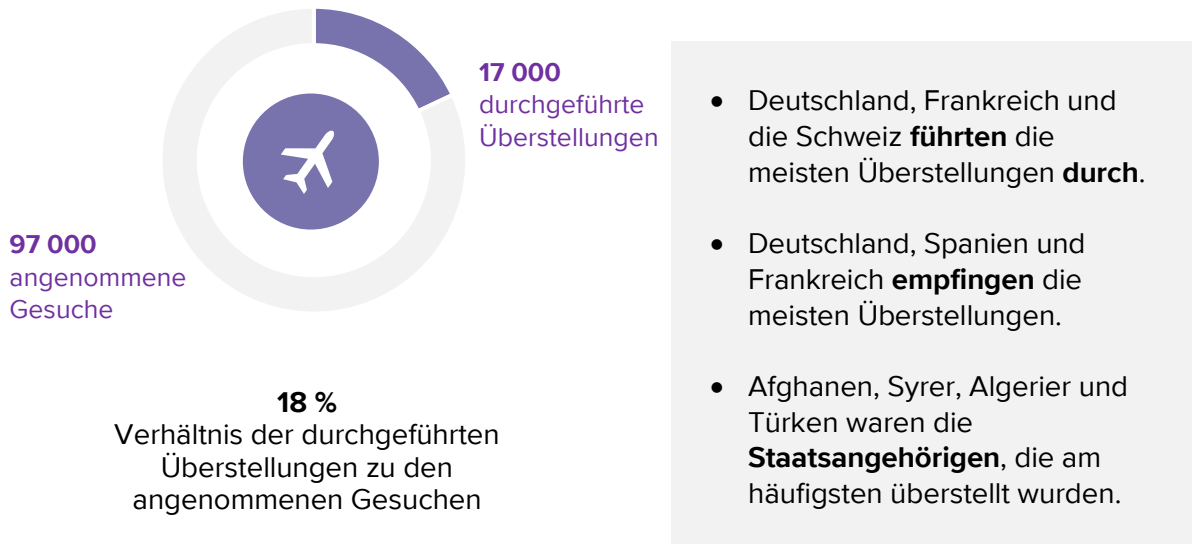 17 000
durchgeführte
Überstellungen
97 000
angenommene
Gesuche
18 %
Verhältnis der durchgeführten
Überstellungen zu den
angenommenen Gesuchen
• Deutschland, Frankreich und
die Schweiz führten die
meisten Überstellungen durch.
• Deutschland, Spanien und
Frankreich empfingen die
meisten Überstellungen.
• Afghanen, Syrer, Algerier und
Türken waren die
Staatsangehörigen, die am
häufigsten überstellt wurden.